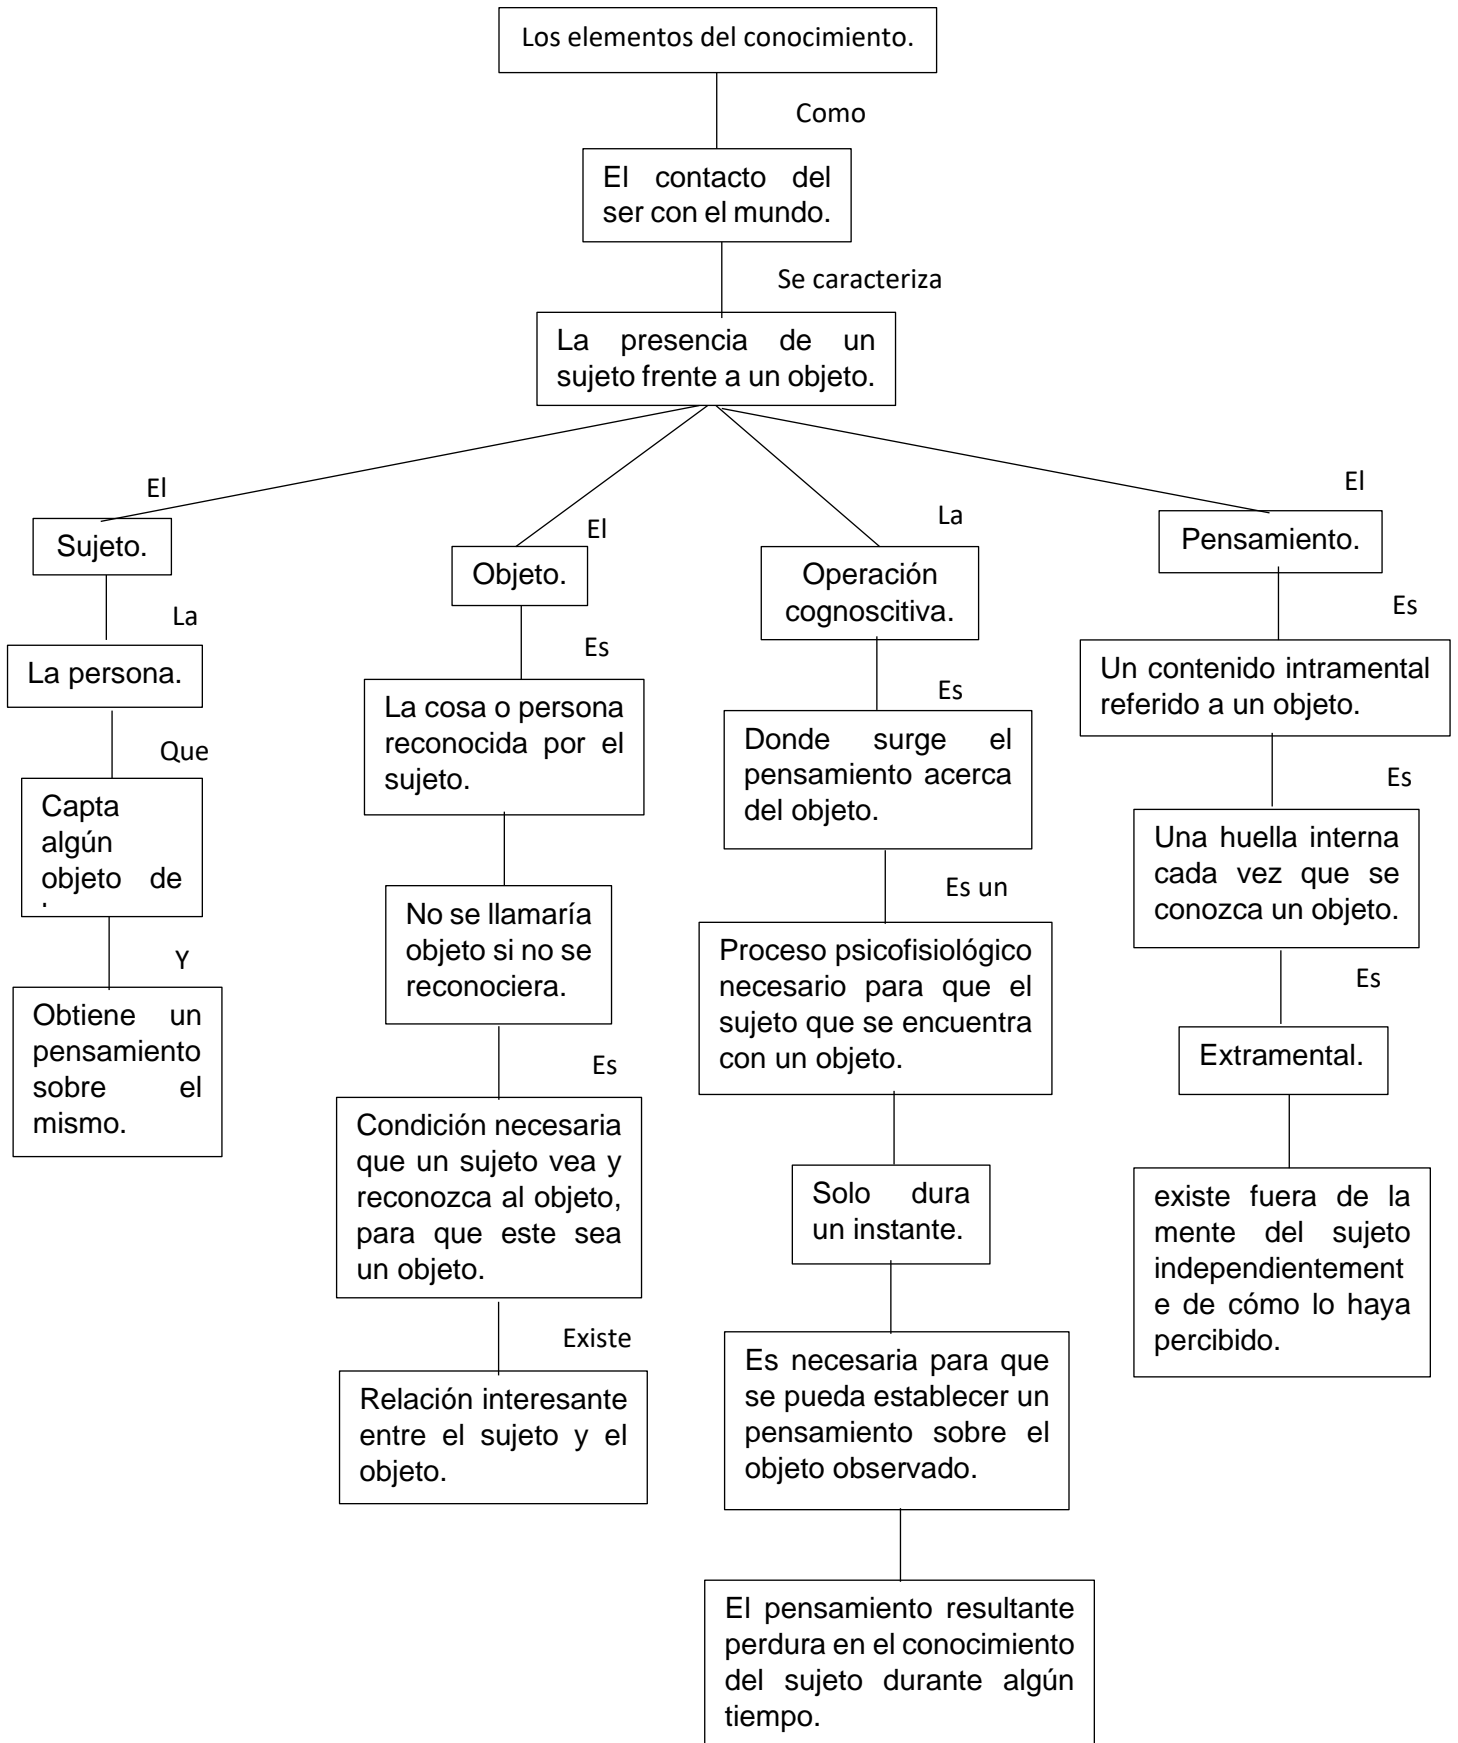 Los elementos del conocimiento.
Como
El contacto del
ser con el mundo.
Se caracteriza
La presencia de un
sujeto frente a un objeto.
El
Sujeto.
La
La persona.
Que
Capta
algún
objeto de
Y
Obtiene un
pensamiento
sobre el
mismo.
El
Objeto.
Es
La cosa o persona
reconocida por el
sujeto.
No se llamaría
objeto si no se
reconociera.
Es
Condición necesaria
que un sujeto vea y
reconozca al objeto,
para que este sea
un objeto.
Existe
Relación interesante
entre el sujeto y el
objeto.
La
Operación
cognoscitiva.
Es
Donde surge el
pensamiento acerca
del objeto.
Es un
Proceso psicofisiológico
necesario para que el
sujeto que se encuentra
con un objeto.
Solo dura
un instante.
Es necesaria para que
se pueda establecer un
pensamiento sobre el
objeto observado.
El pensamiento resultante
perdura en el conocimiento
del sujeto durante algún
tiempo.
El
Pensamiento.
Es
Un contenido intramental
referido a un objeto.
Es
Una huella interna
cada vez que se
conozca un objeto.
Es
Extramental.
existe fuera de la
mente del sujeto
independientement
e de cómo lo haya
percibido.